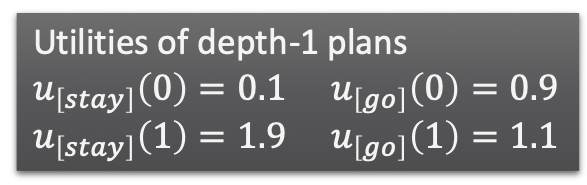 Utilities of depth-1 plans
u[stay](0) = 0.1 u[go](0) = 0.9
u[stay](1) = 1.9 u[go](1) = 1.1